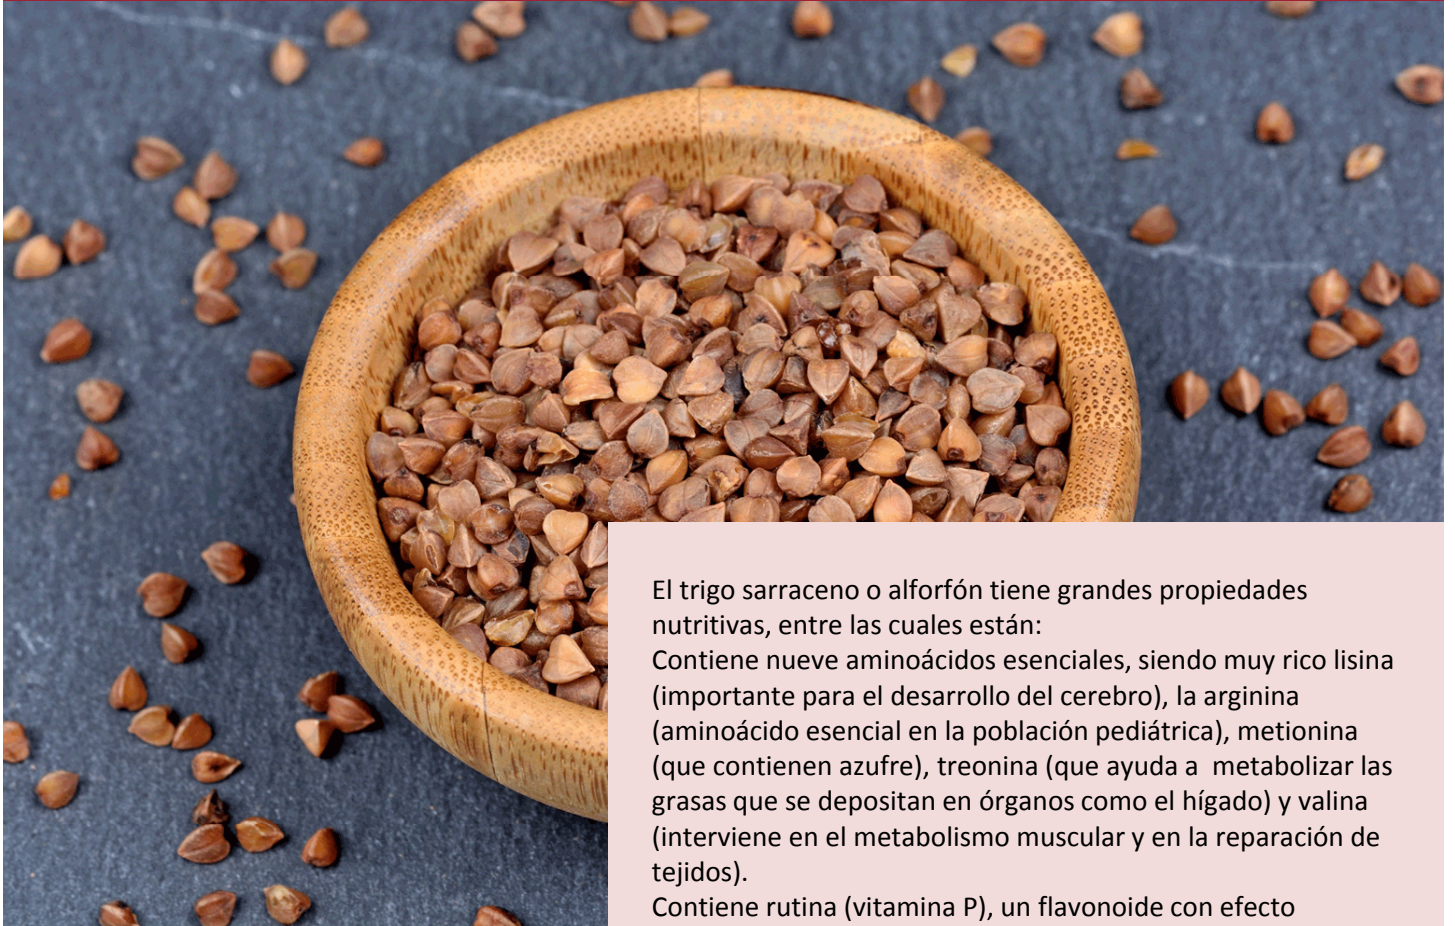 El trigo sarraceno o alforfón tiene grandes propiedades
nutritivas, entre las cuales están:
Contiene nueve aminoácidos esenciales, siendo muy rico lisina
(importante para el desarrollo del cerebro), la arginina
(aminoácido esencial en la población pediátrica), metionina
(que contienen azufre), treonina (que ayuda a  metabolizar las
grasas que se depositan en órganos como el hígado) y valina
(interviene en el metabolismo muscular y en la reparación de
tejidos).
Contiene rutina (vitamina P), un flavonoide con efecto